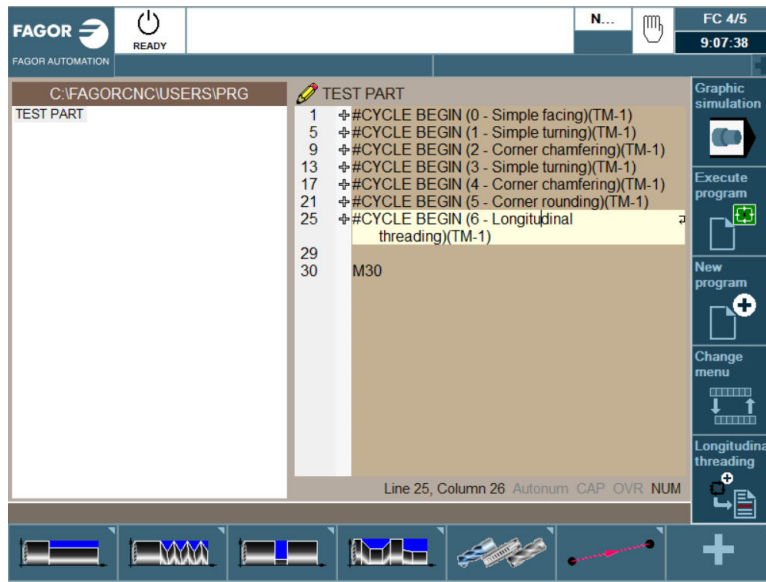 FAGOR
FAGOR AUTOMATION
READY
N...
FC 4/5
9:07:38
C:\FAGORCNC\USERS\PRG
TEST PART
TEST PART
1 #CYCLE BEGIN (0 - Simple facing)(TM-1)
5 #CYCLE BEGIN (1 - Simple turning)(TM-1)
9 #CYCLE BEGIN (2 - Corner chamfering)(TM-1)
13 #CYCLE BEGIN (3 - Simple turning)(TM-1)
17 #CYCLE BEGIN (4 - Corner chamfering)(TM-1)
21 #CYCLE BEGIN (5 - Corner rounding)(TM-1)
25 #CYCLE BEGIN (6 - Longitudinal
threading)(TM-1)
29
30 M30
Line 25, Column 26 Autonum CAP OVR NUM
Graphic
simulation
Execute
program
New
program
Change
menu
Longitudina
threading